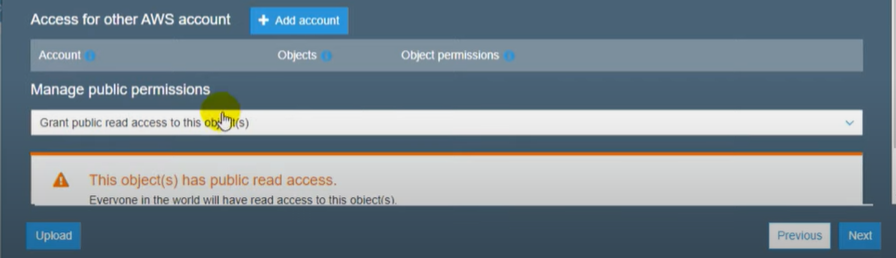 Access for other AWS account + Add account
Account Objects Object permissions
Manage public permissions
Grant public read access to this object(s)
This object(s) has public read access.
Everyone in the world will have read access to this object(s).
Upload Previous Next